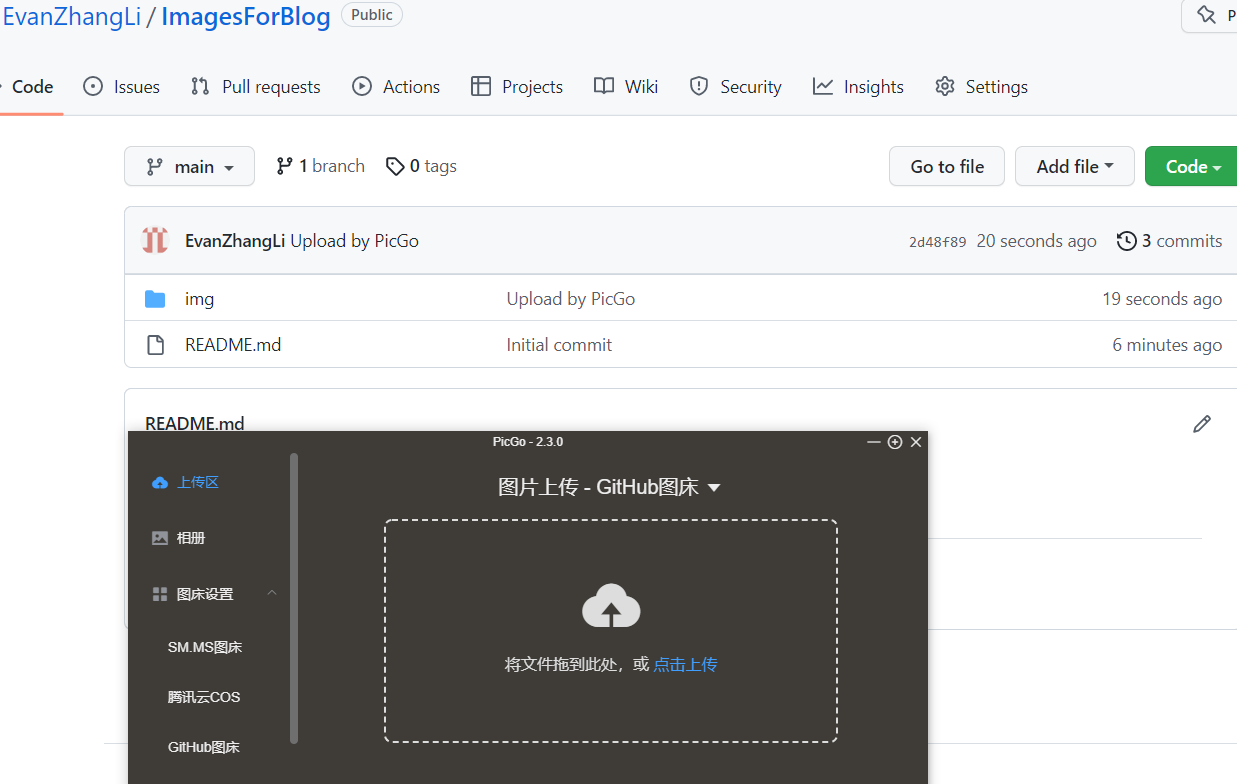 EvanZhangLi / ImagesForBlog Public
Code Issues Pull requests Actions Projects Wiki Security Insights Settings
main 1 branch 0 tags Go to file Add file Code
EvanZhangLi Upload by PicGo 2d48f89 20 seconds ago 3 commits
img Upload by PicGo 19 seconds ago
README.md Initial commit 6 minutes ago
README.md
PicGo - 2.3.0
上传区
相册
图床设置
SM.MS图床
腾讯云COS
GitHub图床
图片上传 - GitHub图床
将文件拖到此处，或 点击上传